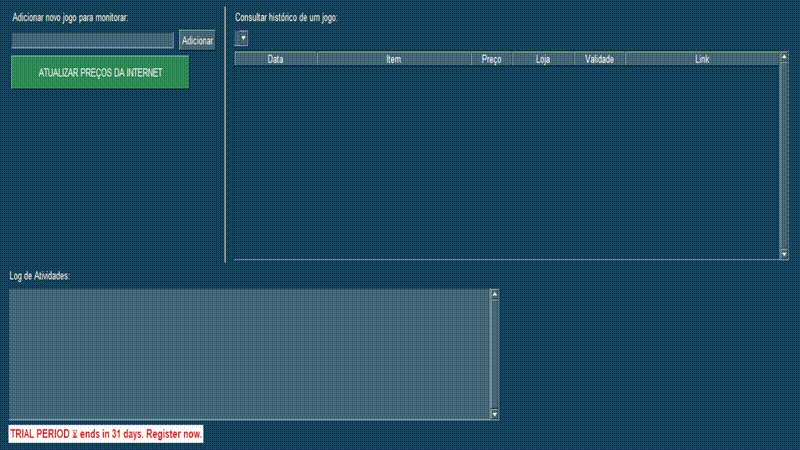 Adicionar novo jogo para monitorar:
Adicionar
ATUALIZAR PREÇOS DA INTERNET
Consultar histórico de um jogo:
Data Item Preço Loja Validade Link
Log de Atividades:
TRIAL PERIOD ⏳ ends in 31 days. Register now.